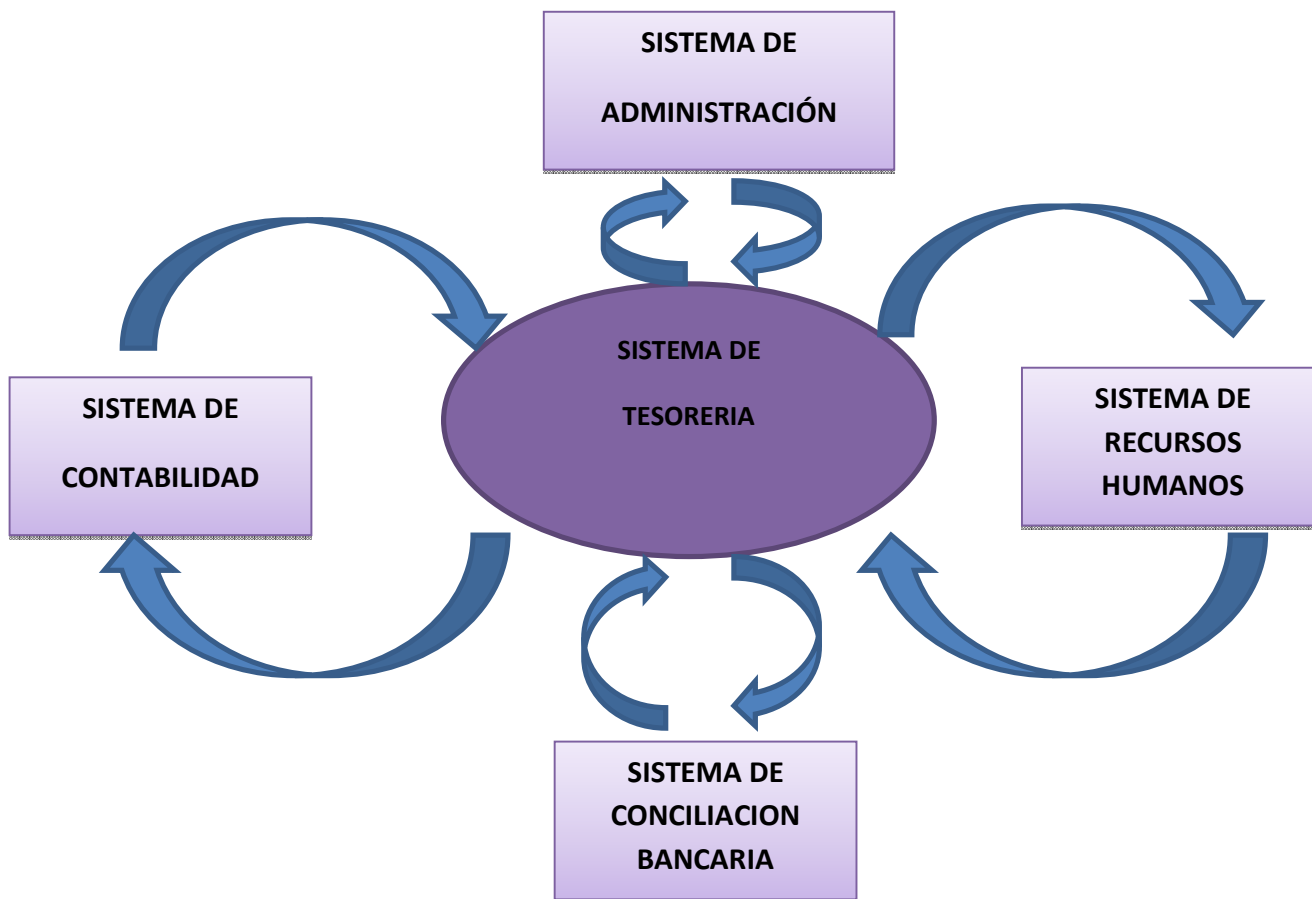 SISTEMA DE
ADMINISTRACIÓN
SISTEMA DE
TESORERIA
SISTEMA DE
CONTABILIDAD
SISTEMA DE
RECURSOS
HUMANOS
SISTEMA DE
CONCILIACION
BANCARIA